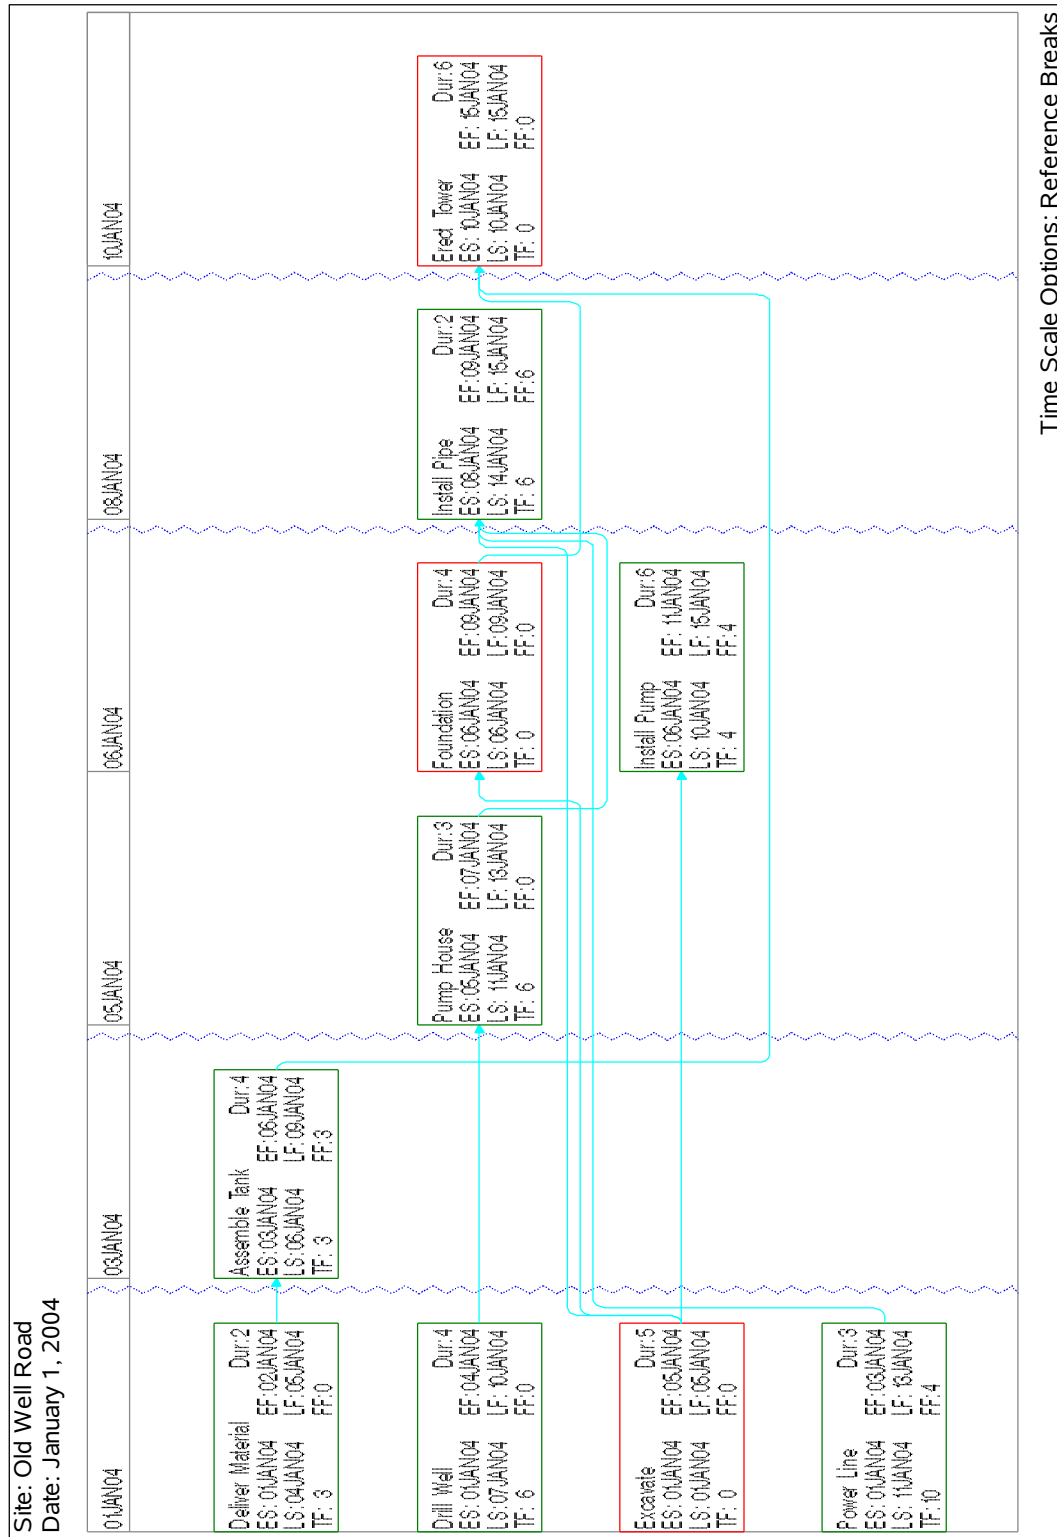 Site: Old Well Road
Date: January 1, 2004
01JAN04
03JAN04
05JAN04
06JAN04
08JAN04
10JAN04
Deliver Material Dur:2
ES: 01JAN04 EF:02JAN04
LS:04JAN04 LF:05JAN04
TF: 3 FF:0
Drill Well Dur:4
ES: 01JAN04 EF:04JAN04
LS:07JAN04 LF: 10JAN04
TF: 6 FF:0
Excavate Dur:5
ES: 01JAN04 EF:05JAN04
LS: 01JAN04 LF:05JAN04
TF: 0 FF:0
Power Line Dur:3
ES: 01JAN04 EF:03JAN04
LS: 11JAN04 LF: 13JAN04
TF: 10 FF:4
Assemble Tank Dur:4
ES:03JAN04 EF:06JAN04
LS:06JAN04 LF:09JAN04
TF: 3 FF:3
Pump House Dur:3
ES:05JAN04 EF:07JAN04
LS: 11JAN04 LF: 13JAN04
TF: 6 FF:0
Foundation Dur:4
ES:06JAN04 EF:09JAN04
LS:06JAN04 LF:09JAN04
TF: 0 FF:0
Install Pump Dur:6
ES:06JAN04 EF: 11JAN04
LS: 10JAN04 LF: 15JAN04
TF: 4 FF:4
Install Pipe Dur:2
ES:08JAN04 EF:09JAN04
LS: 14JAN04 LF: 15JAN04
TF: 6 FF:6
Erect Tower Dur:6
ES: 10JAN04 EF: 15JAN04
LS: 10JAN04 LF: 15JAN04
TF: 0 FF:0
Time Scale Options: Reference Breaks